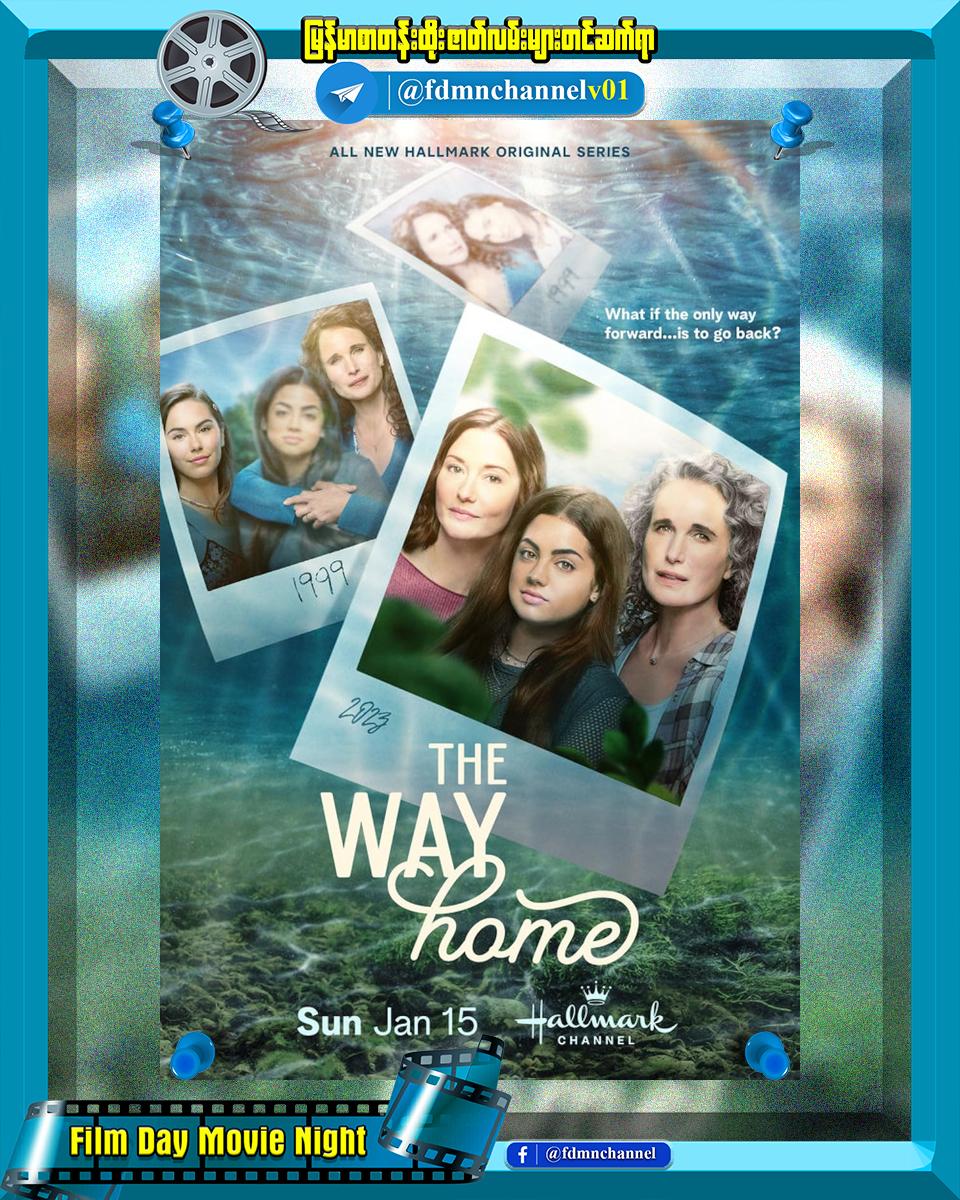 မြန်မာစာတန်းထိုးဇာတ်လမ်းများတင်ဆက်ရာ
@fdmnchannelv01
ALL NEW HALLMARK ORIGINAL SERIES
1999
What if the only way
forward...is to go back?
1999
2023
THE
WAY
home
Sun Jan 15
Hallmark
CHANNEL
Film Day Movie Night
f
@fdmnchannel